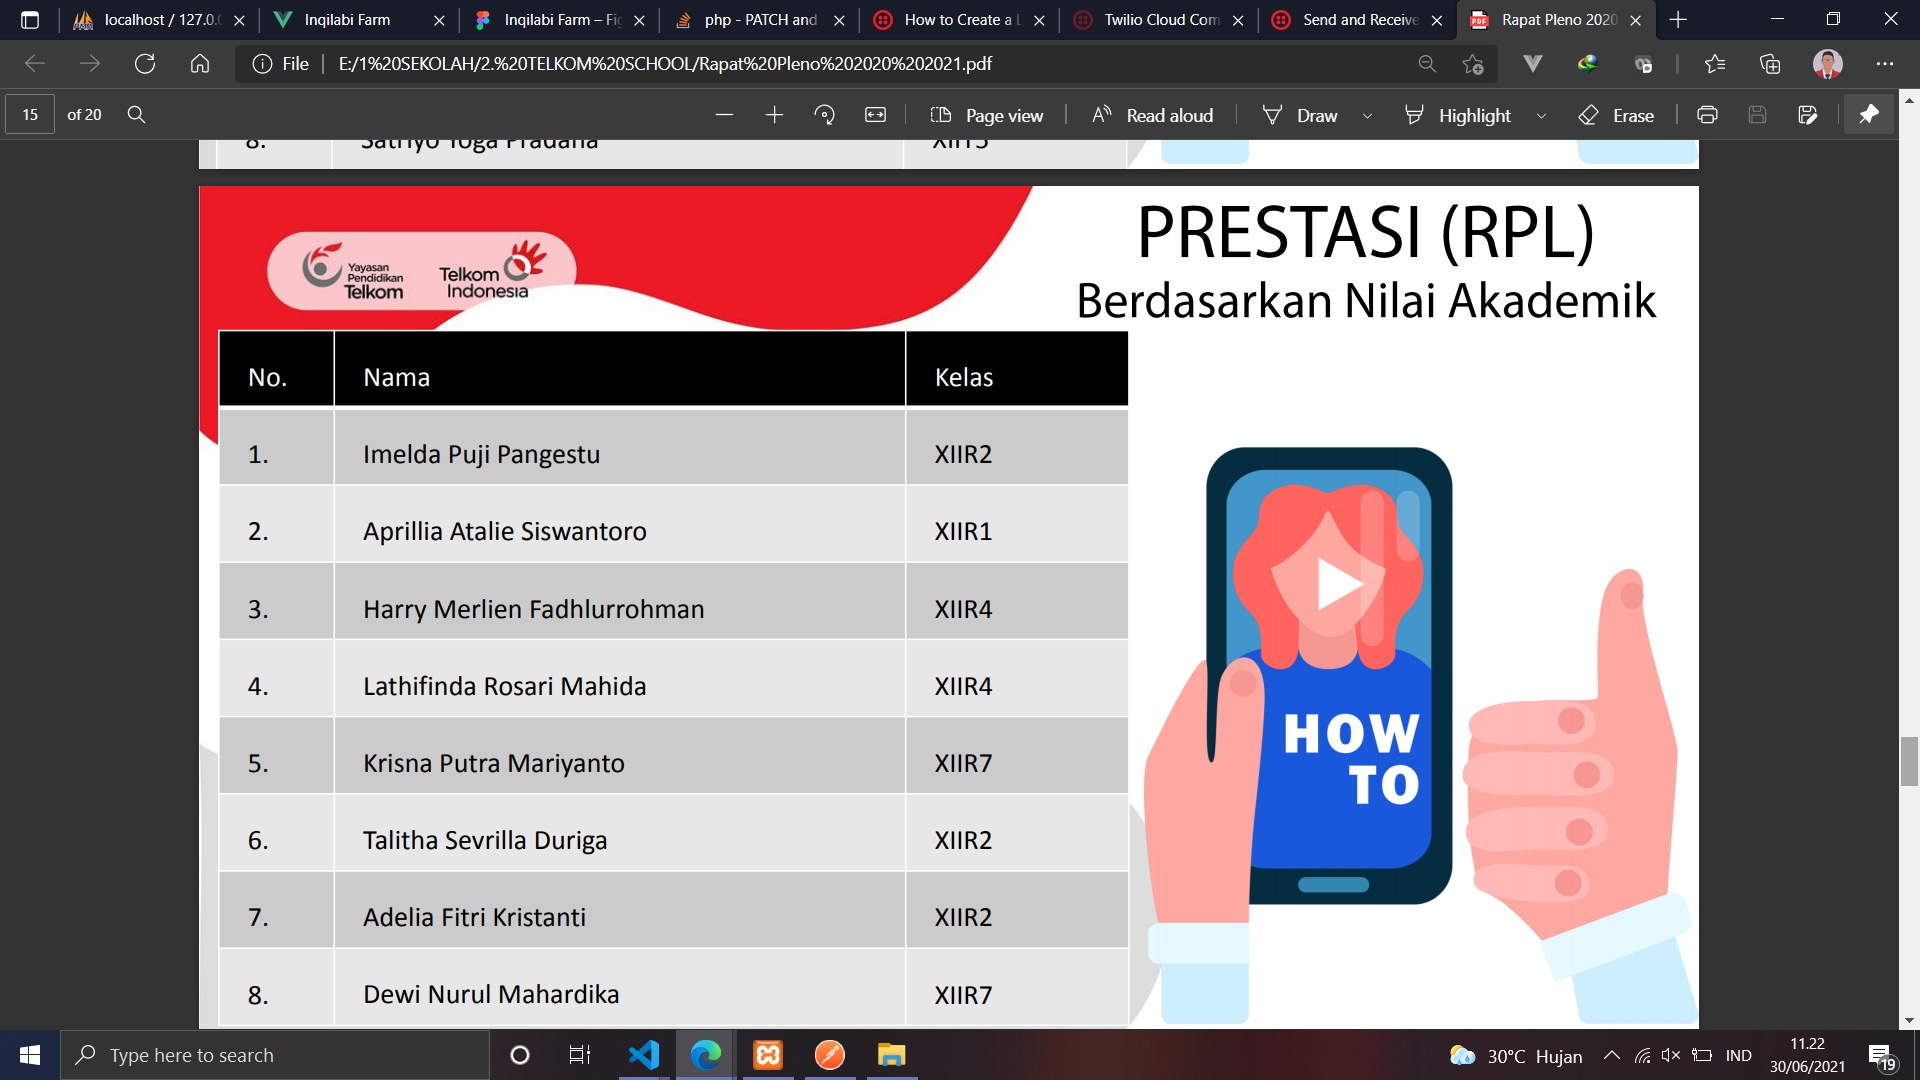 localhost / 127.0.0
Inqilabi Farm
Inqilabi Farm – Fig
php - PATCH and
How to Create a L
Twilio Cloud Com
Send and Receive
Rapat Pleno 2020
File
E:/1%20SEKOLAH/2.%20TELKOM%20SCHOOL/Rapat%20Pleno%202020%202021.pdf
15 of 20
Page view
Read aloud
Draw
Highlight
Erase
8. Satriyo Yoga Pradana XIIT5
Yayasan
Pendidikan
Telkom
Telkom
Indonesia
PRESTASI (RPL)
Berdasarkan Nilai Akademik
No. Nama Kelas
1. Imelda Puji Pangestu XIIR2
2. Aprillia Atalie Siswantoro XIIR1
3. Harry Merlien Fadhlurrohman XIIR4
4. Lathifinda Rosari Mahida XIIR4
5. Krisna Putra Mariyanto XIIR7
6. Talitha Sevrilla Duriga XIIR2
7. Adelia Fitri Kristanti XIIR2
8. Dewi Nurul Mahardika XIIR7
HOW
TO
Type here to search
30°C Hujan
IND
11.22
30/06/2021
19